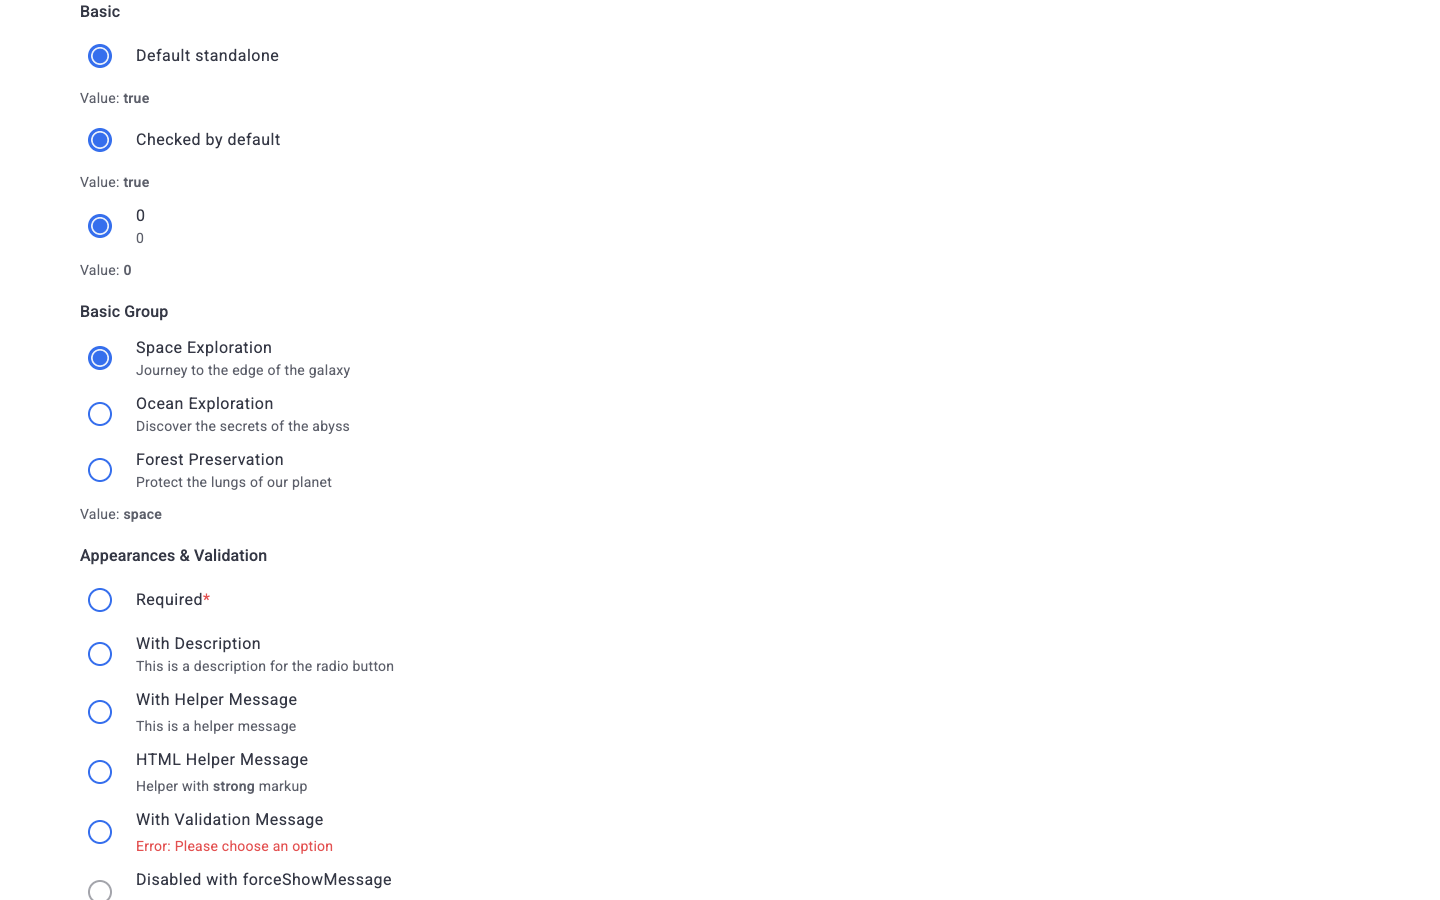 Basic
Default standalone
Value: true
Checked by default
Value: true
0
0
Value: 0
Basic Group
Space Exploration
Journey to the edge of the galaxy
Ocean Exploration
Discover the secrets of the abyss
Forest Preservation
Protect the lungs of our planet
Value: space
Appearances & Validation
Required*
With Description
This is a description for the radio button
With Helper Message
This is a helper message
HTML Helper Message
Helper with strong markup
With Validation Message
Error: Please choose an option
Disabled with forceShowMessage